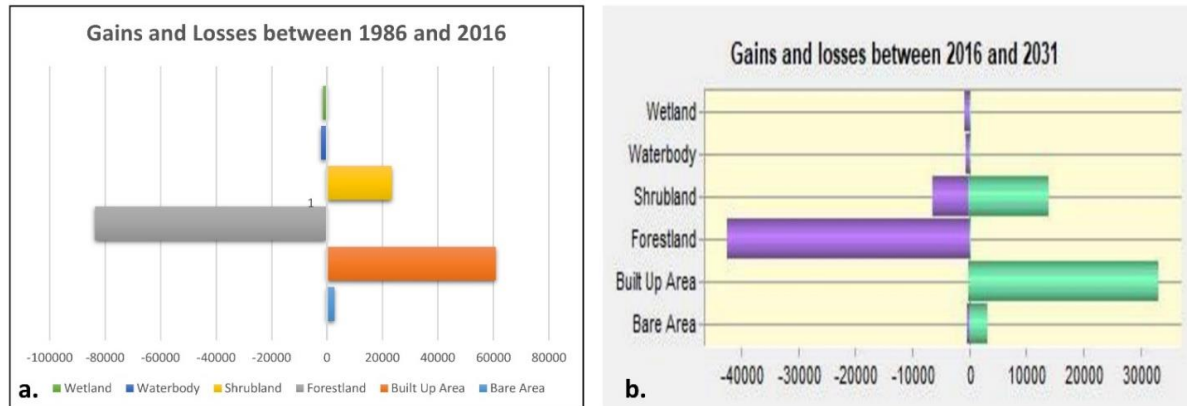 Gains and Losses between 1986 and 2016
1
-100000 -80000 -60000 -40000 -20000 0 20000 40000 60000 80000
a. Wetland Waterbody Shrubland Forestland Built Up Area Bare Area
Gains and losses between 2016 and 2031
Wetland
Waterbody
Shrubland
Forestland
Built Up Area
Bare Area
-40000 -30000 -20000 -10000 0 10000 20000 30000
b.